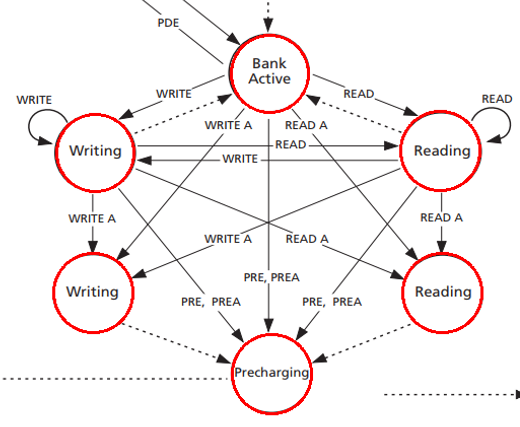 PDE
Bank
Active
WRITE
READ
WRITE
READ
WRITE A
READ A
Writing
READ
Reading
WRITE
WRITE A
READ A
WRITE A
READ A
PRE, PREA
Writing
Reading
PRE, PREA
PRE, PREA
Precharging